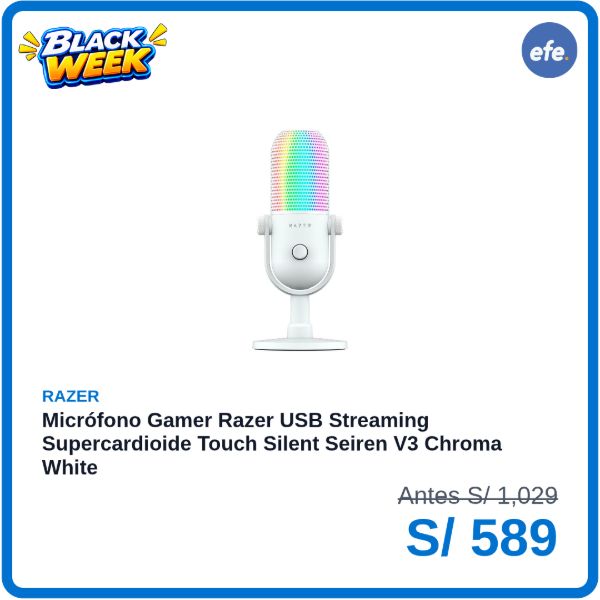 BLACK
WEEK
efe.
RAZER
RAZER
Micrófono Gamer Razer USB Streaming
Supercardioide Touch Silent Seiren V3 Chroma
White
Antes S/ 1,029
S/ 589